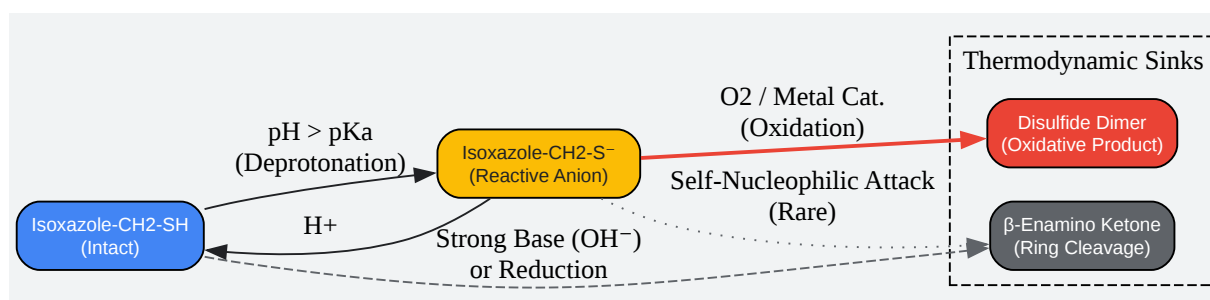 Thermodynamic Sinks
O2 / Metal Cat.
(Oxidation)
Disulfide Dimer
(Oxidative Product)
pH > pKa
(Deprotonation)
Isoxazole-CH2-S⁻
(Reactive Anion)
Self-Nucleophilic Attack
(Rare)
Isoxazole-CH2-SH
(Intact)
H+
Strong Base (OH⁻)
or Reduction
β-Enamino Ketone
(Ring Cleavage)